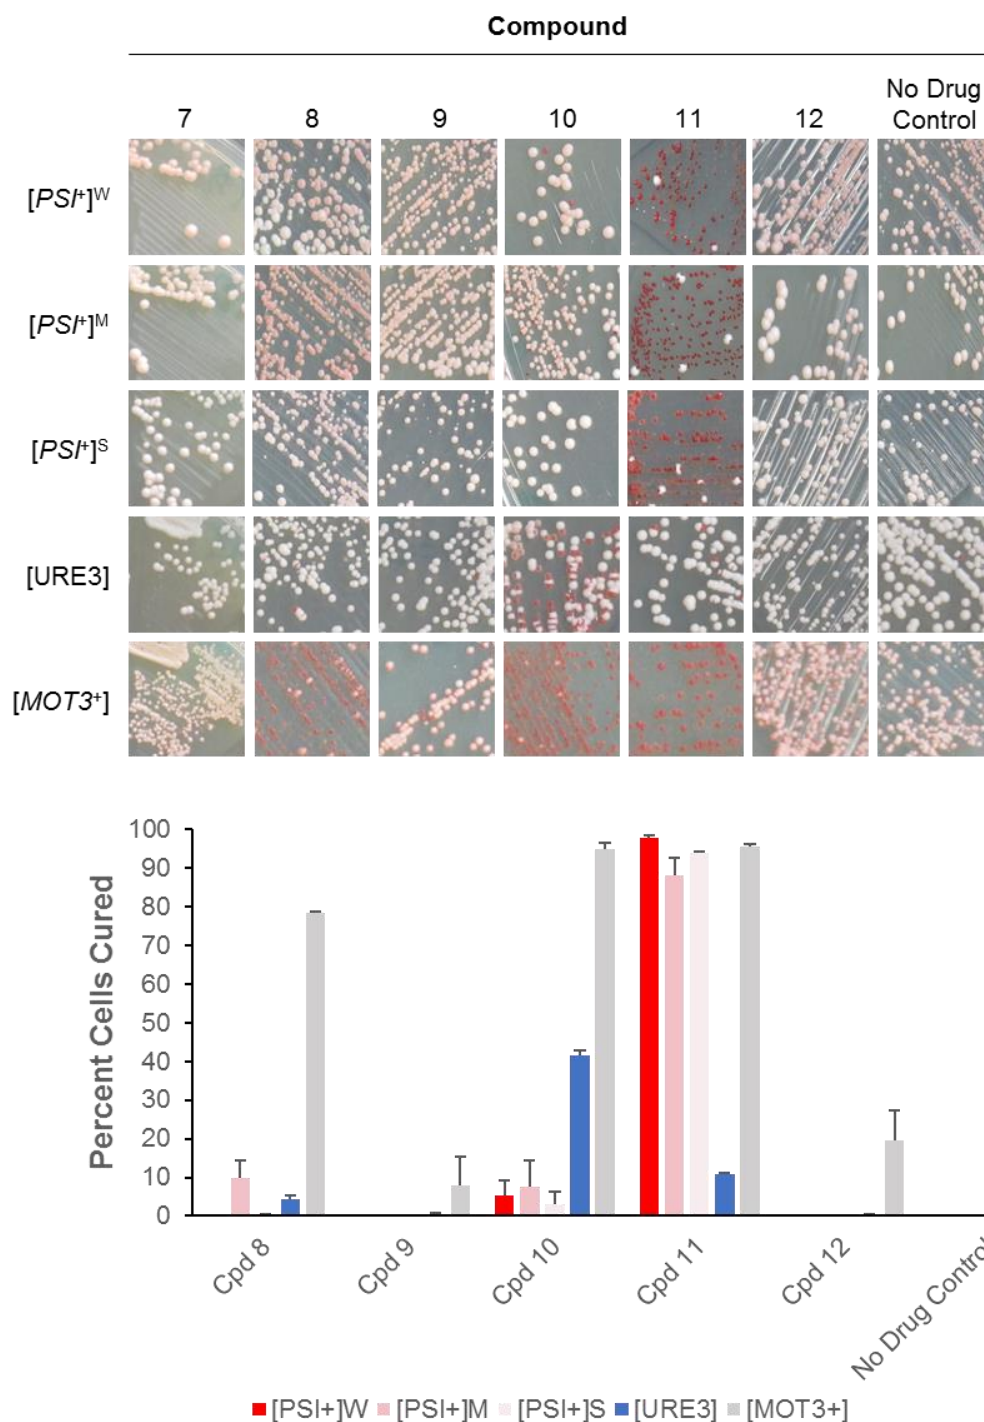 Compound
7 8 9 10 11 12 No Drug Control
[PSI⁺]ᵂ
[PSI⁺]ᴹ
[PSI⁺]ˢ
[URE3]
[MOT3⁺]
Percent Cells Cured
100
90
80
70
60
50
40
30
20
10
0
Cpd 8 Cpd 9 Cpd 10 Cpd 11 Cpd 12 No Drug Control
[PSI+]W [PSI+]M [PSI+]S [URE3] [MOT3+]